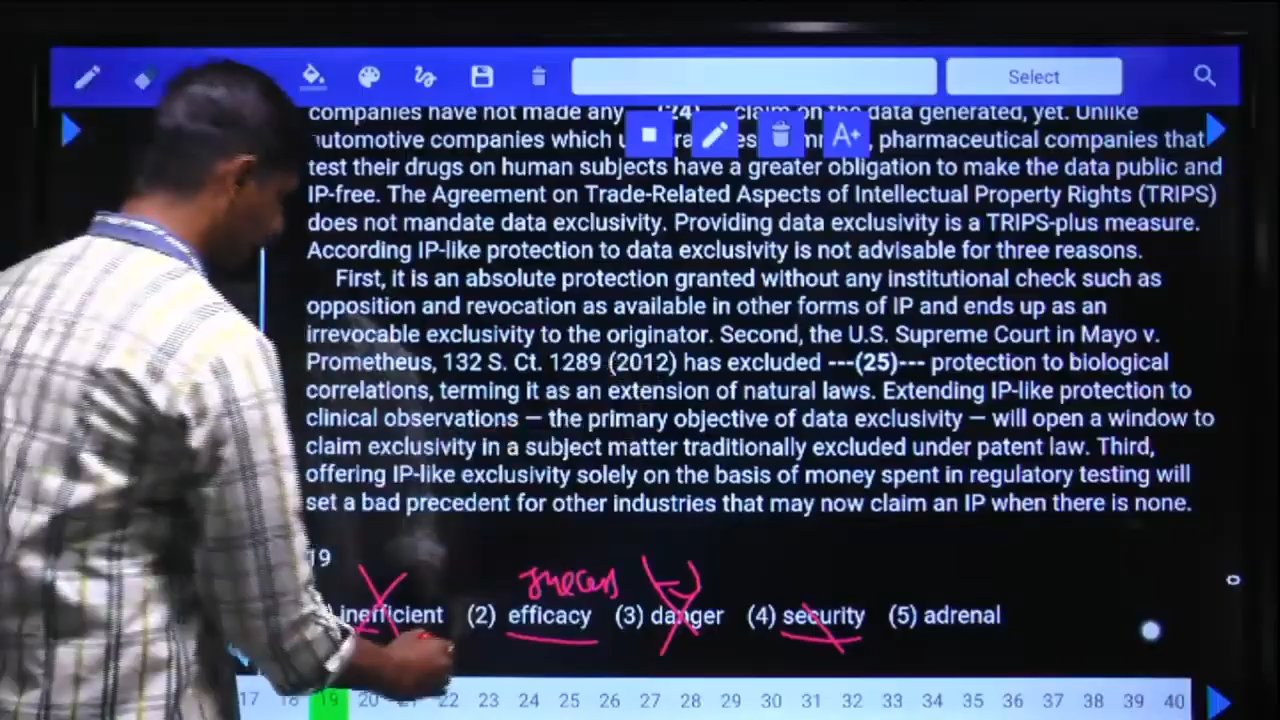 Select
companies have not made any ---(24)--- claim on the data generated, yet. Unlike
automotive companies which, pharmaceutical companies that
A+
test their drugs on human subjects have a greater obligation to make the data public and
IP-free. The Agreement on Trade-Related Aspects of Intellectual Property Rights (TRIPS)
does not mandate data exclusivity. Providing data exclusivity is a TRIPS-plus measure.
According IP-like protection to data exclusivity is not advisable for three reasons.
First, it is an absolute protection granted without any institutional check such as
opposition and revocation as available in other forms of IP and ends up as an
irrevocable exclusivity to the originator. Second, the U.S. Supreme Court in Mayo v.
Prometheus, 132 S. Ct. 1289 (2012) has excluded ---(25)--- protection to biological
correlations, terming it as an extension of natural laws. Extending IP-like protection to
clinical observations — the primary objective of data exclusivity — will open a window to
claim exclusivity in a subject matter traditionally excluded under patent law. Third,
offering IP-like exclusivity solely on the basis of money spent in regulatory testing will
set a bad precedent for other industries that may now claim an IP when there is none.
19
inefficient (2) efficacy (3) danger (4) security (5) adrenal
17 18 19 20 21 22 23 24 25 26 27 28 29 30 31 32 33 34 35 36 37 38 39 40